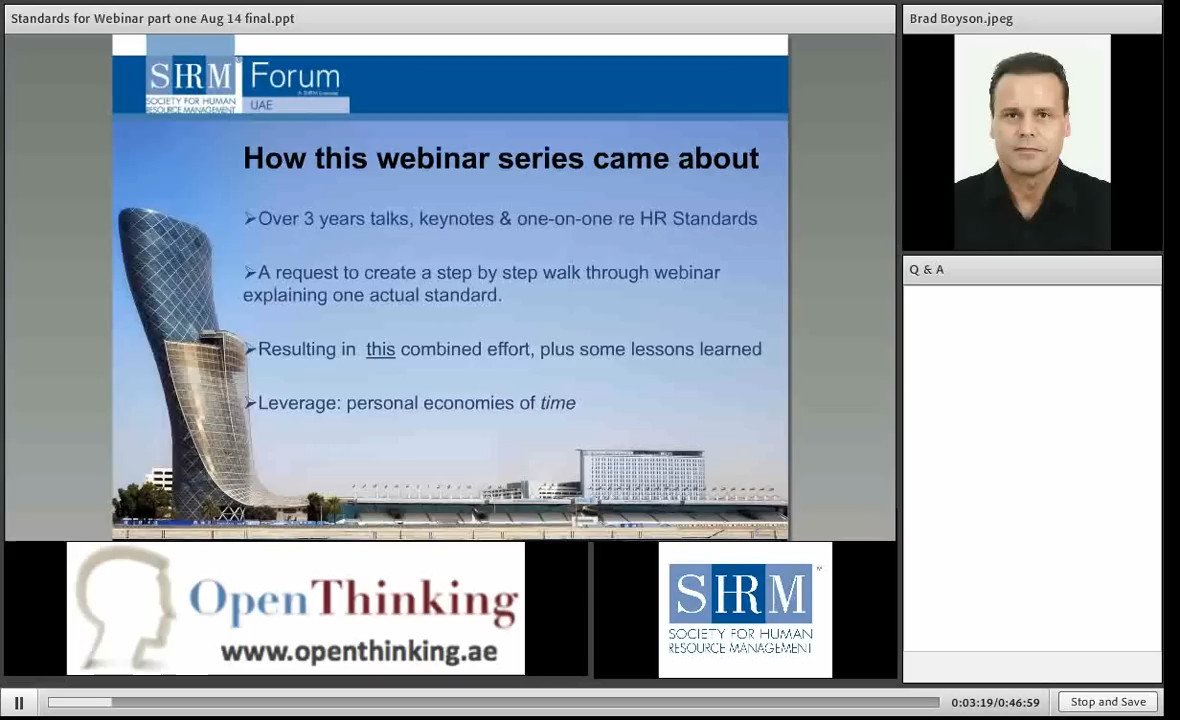 Standards for Webinar part one Aug 14 final.ppt
Brad Boyson.jpeg
SHRM
SOCIETY FOR HUMAN
RESOURCE MANAGEMENT
Forum
UAE
How this webinar series came about
➢Over 3 years talks, keynotes & one-on-one re HR Standards
➢A request to create a step by step walk through webinar
explaining one actual standard.
➢Resulting in this combined effort, plus some lessons learned
➢Leverage: personal economies of time
Q & A
OpenThinking
www.openthinking.ae
SHRM™
SOCIETY FOR HUMAN
RESOURCE MANAGEMENT
0:03:19/0:46:59
Stop and Save